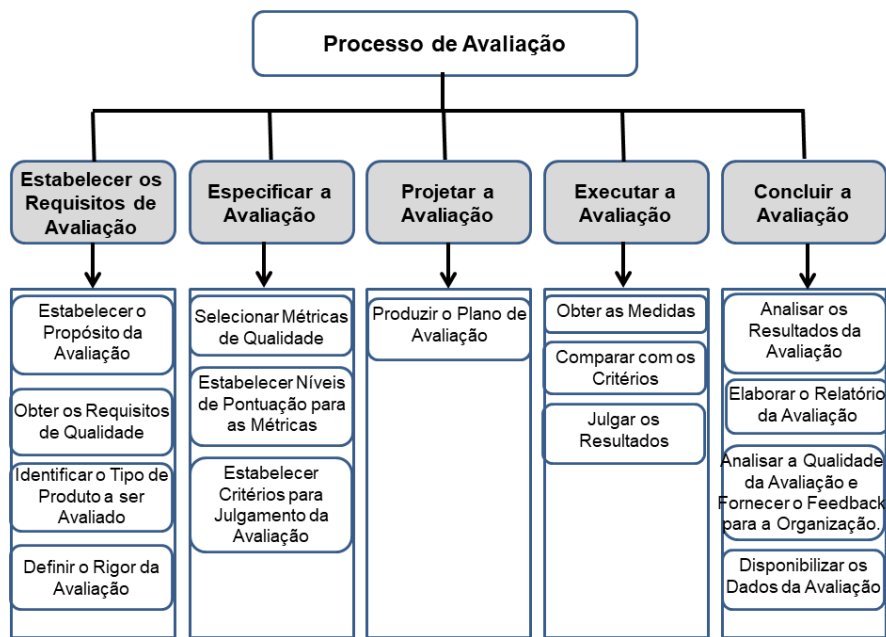 Processo de Avaliação
Estabelecer os
Requisitos de
Avaliação
Especificar a
Avaliação
Projetar a
Avaliação
Executar a
Avaliação
Concluir a
Avaliação
Estabelecer o
Propósito da
Avaliação
Obter os Requisitos
de Qualidade
Identificar o Tipo de
Produto a ser
Avaliado
Definir o Rigor da
Avaliação
Selecionar Métricas
de Qualidade
Estabelecer Níveis
de Pontuação para
as Métricas
Estabelecer
Critérios para
Julgamento da
Avaliação
Produzir o Plano de
Avaliação
Obter as Medidas
Comparar com os
Critérios
Julgar os
Resultados
Analisar os
Resultados da
Avaliação
Elaborar o Relatório
da Avaliação
Analisar a Qualidade
da Avaliação e
Fornecer o Feedback
para a Organização.
Disponibilizar os
Dados da Avaliação